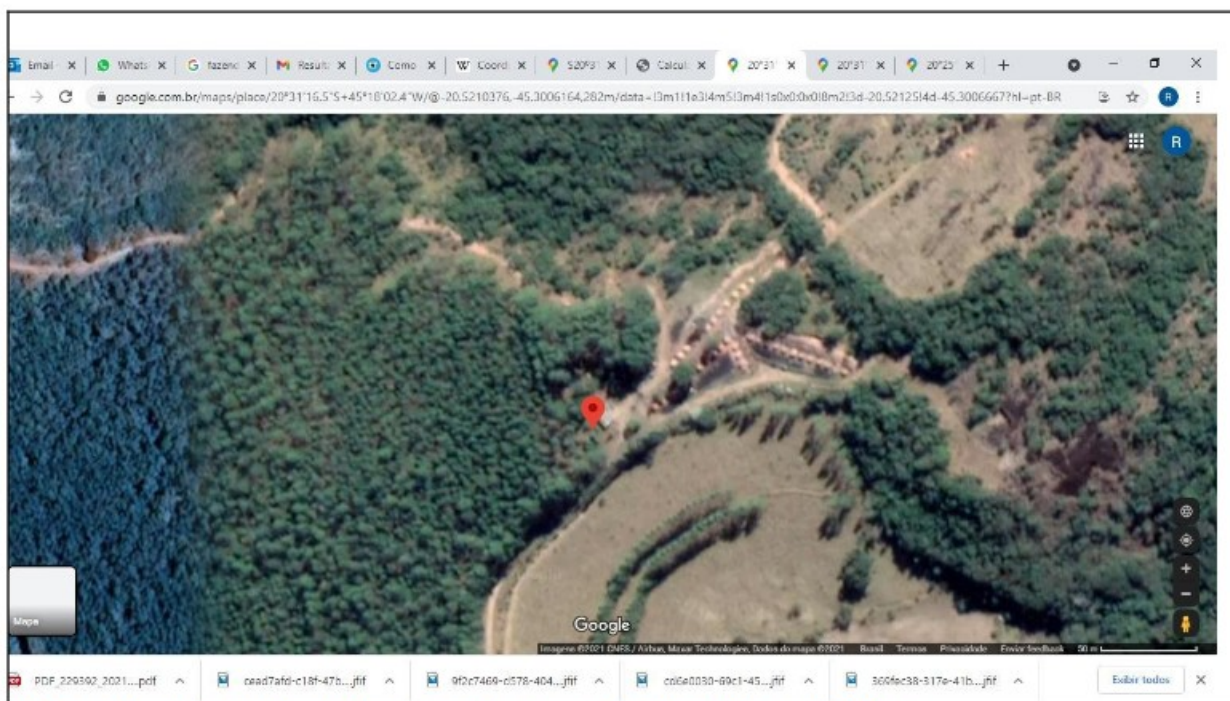 Email X Whats X fazend X Result: X Como X Coord X S20°31' X Calcul: X 20°31' X 20°31' X 20°25' X + 
google.com.br/maps/place/20°31'16.5"S+45°18'02.4"W/@-20.5210376,-45.3006164,282m/data=!3m1!1e3!4m5!3m4!1s0x0:0x0!8m2!3d-20.52125!4d-45.3006667?hl=pt-BR R
R
Mapa
Google
Imagens ©2021 CNES / Airbus, Maxar Technologies, Dados do mapa ©2021 Brasil Termos Privacidade Enviar feedback 50 m
PDF_229392_2021....pdf cead7afd-c18f-47b....jfif 9f2c7469-d578-404....jfif cd6e0030-69c1-45....jfif 369fec38-317e-41b....jfif Exibir todos X